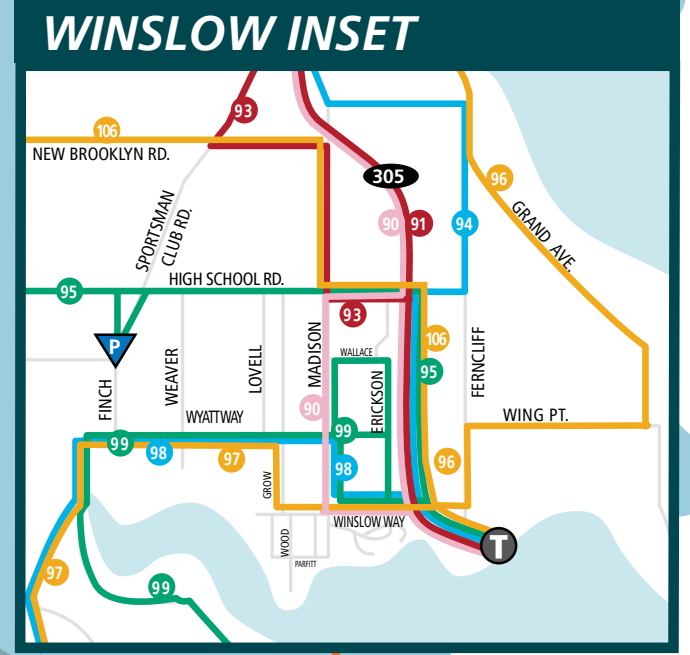 WINSLOW INSET
93
106
NEW BROOKLYN RD.
305
96
SPORTSMAN
CLUB RD.
90
91
94
GRAND AVE.
HIGH SCHOOL RD.
95
93
P
106
WALLACE
MADISON
FERNCLIFF
95
FINCH
WEAVER
LOVELL
ERICKSON
90
WYATTWAY
WING PT.
99
99
98
97
98
96
GROW
WINSLOW WAY
WOOD
T
PARFITT
97
99